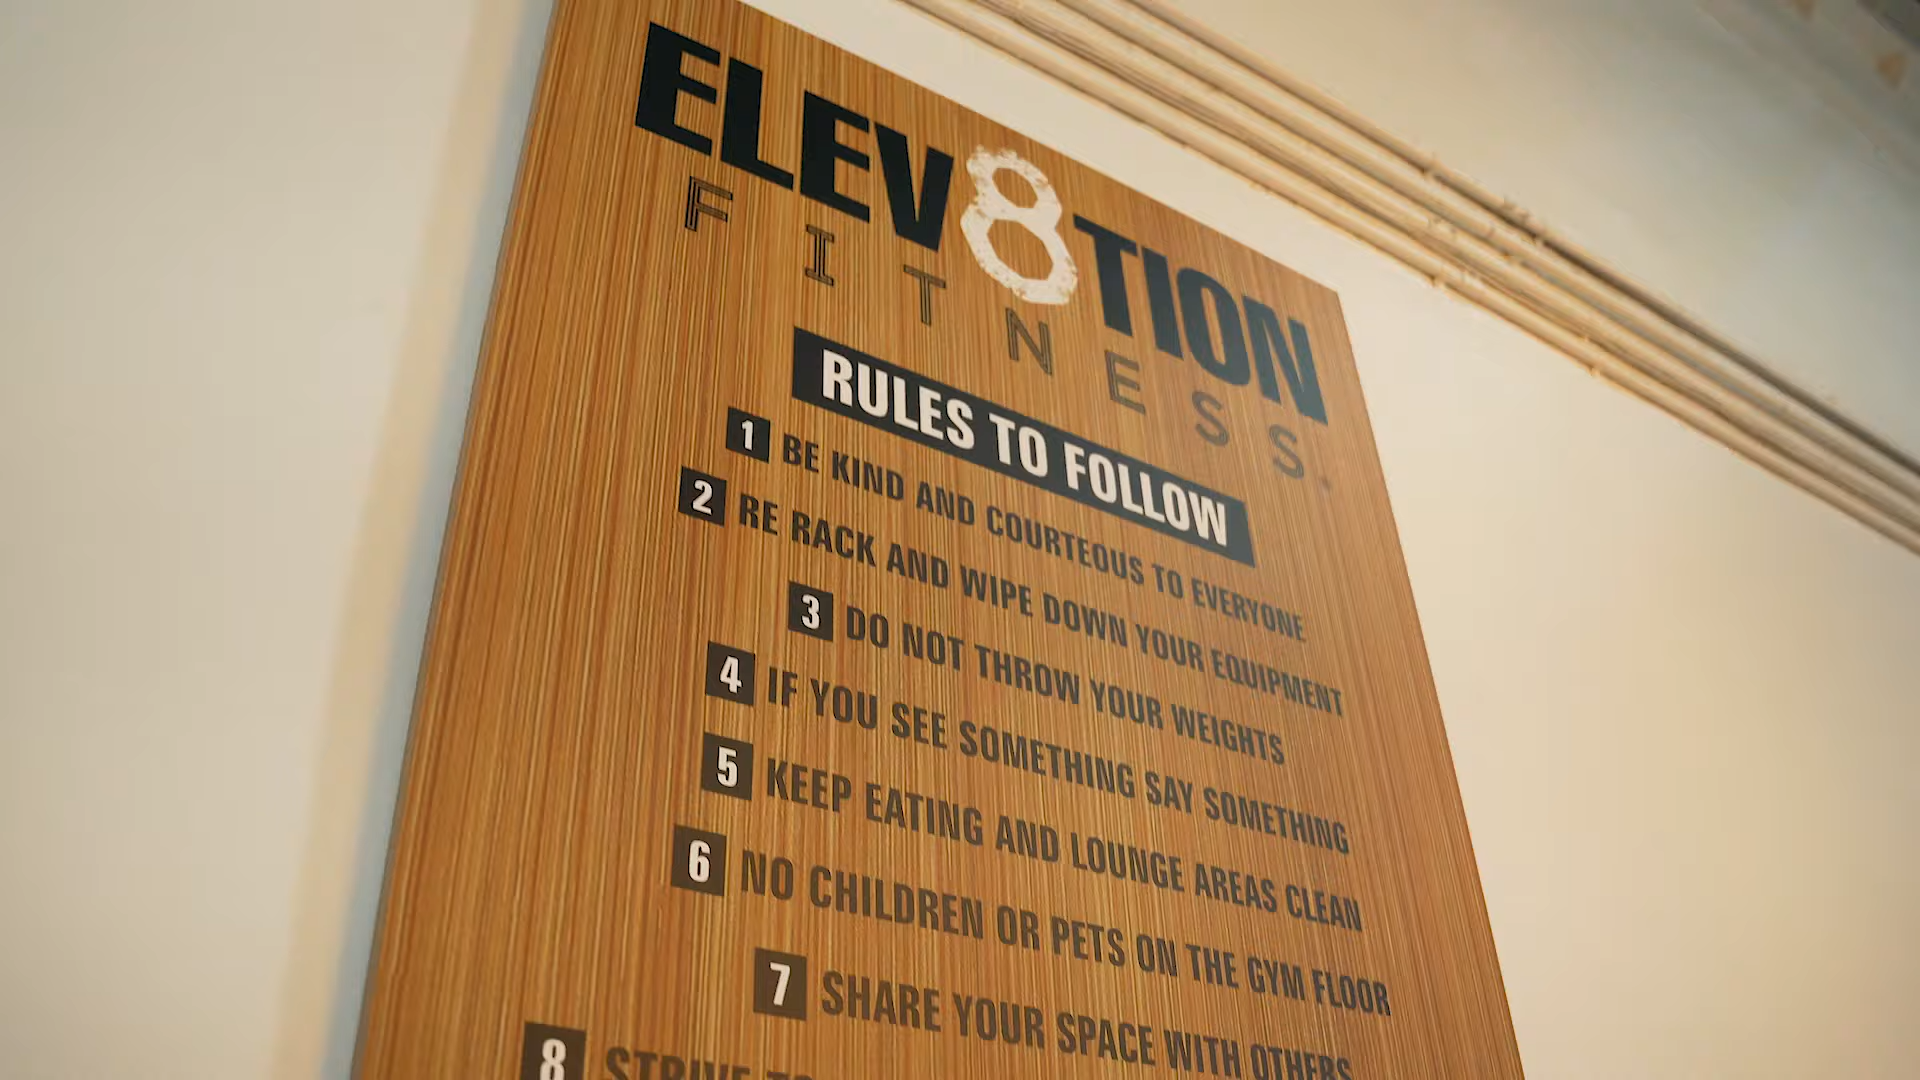 ELEV8TION
FITNESS.
RULES TO FOLLOW
1 BE KIND AND COURTEOUS TO EVERYONE
2 RE RACK AND WIPE DOWN YOUR EQUIPMENT
3 DO NOT THROW YOUR WEIGHTS
4 IF YOU SEE SOMETHING SAY SOMETHING
5 KEEP EATING AND LOUNGE AREAS CLEAN
6 NO CHILDREN OR PETS ON THE GYM FLOOR
7 SHARE YOUR SPACE WITH OTHERS
8 STRIVE TO